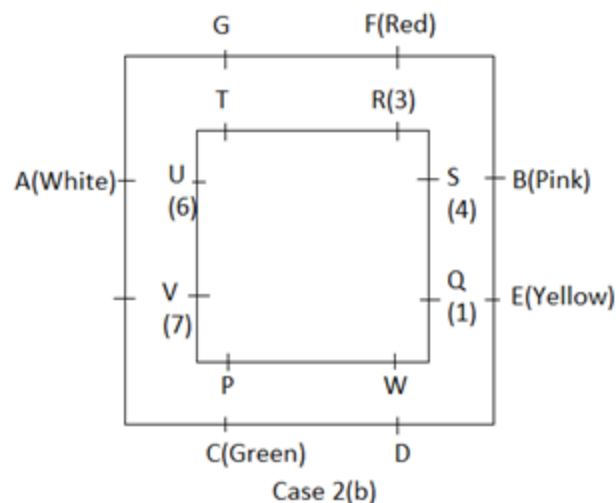 G F(Red)
T R(3)
A(White) U S B(Pink)
(6) (4)
V Q E(Yellow)
(7) (1)
P W
C(Green) D
Case 2(b)